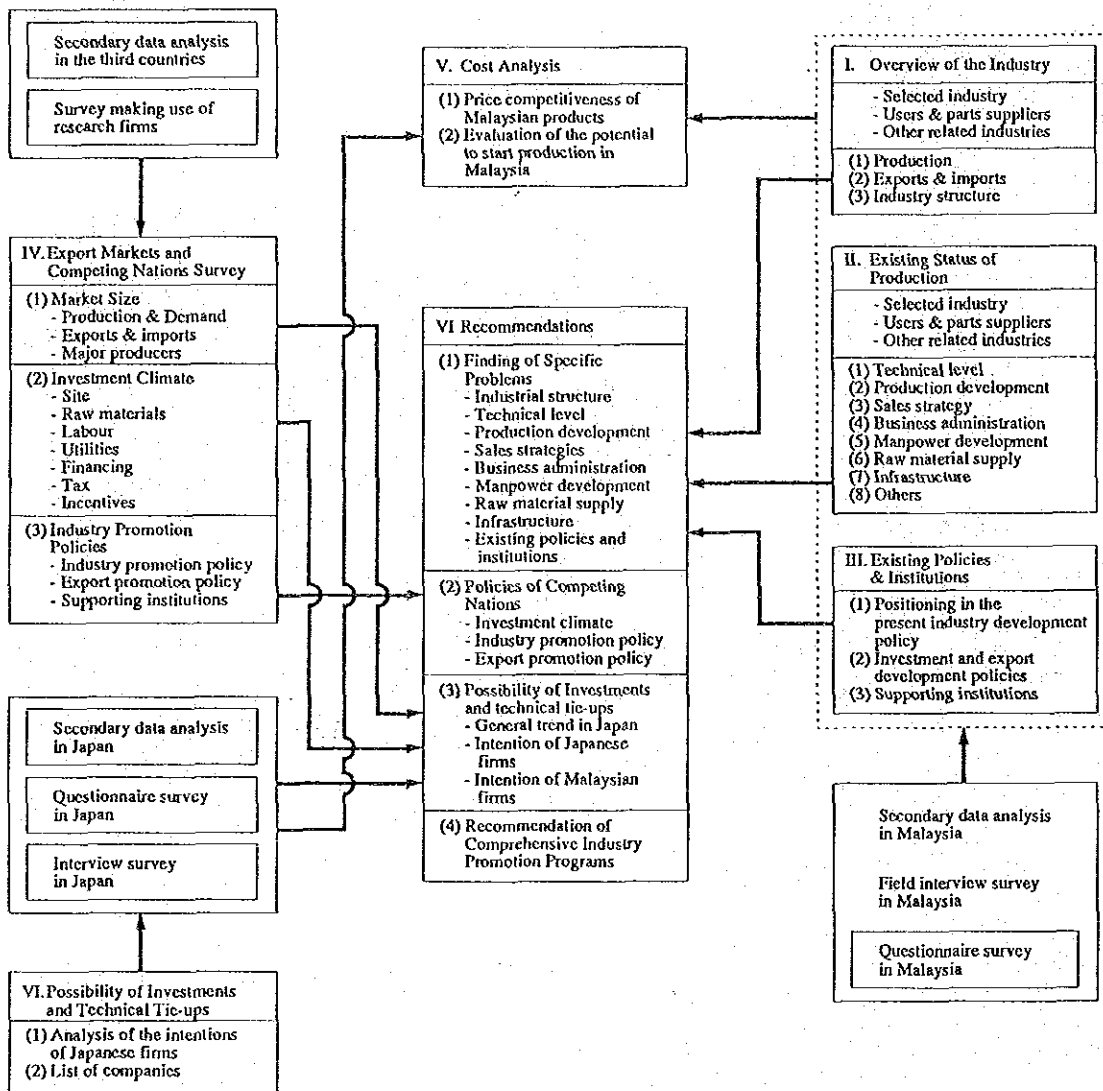 Secondary data analysis
in the third countries
Survey making use of
research firms
IV. Export Markets and
Competing Nations Survey
(1) Market Size
- Production & Demand
- Exports & imports
- Major producers
(2) Investment Climate
- Site
- Raw materials
- Labour
- Utilities
- Financing
- Tax
- Incentives
(3) Industry Promotion
Policies
- Industry promotion policy
- Export promotion policy
- Supporting institutions
Secondary data analysis
in Japan
Questionnaire survey
in Japan
Interview survey
in Japan
VI. Possibility of Investments
and Technical Tie-ups
(1) Analysis of the intentions
of Japanese firms
(2) List of companies
V. Cost Analysis
(1) Price competitiveness of
Malaysian products
(2) Evaluation of the potential
to start production in
Malaysia
VI Recommendations
(1) Finding of Specific
Problems
- Industrial structure
- Technical level
- Production development
- Sales strategies
- Business administration
- Manpower development
- Raw material supply
- Infrastructure
- Existing policies and
institutions
(2) Policies of Competing
Nations
- Investment climate
- Industry promotion policy
- Export promotion policy
(3) Possibility of Investments
and technical tie-ups
- General trend in Japan
- Intention of Japanese
firms
- Intention of Malaysian
firms
(4) Recommendation of
Comprehensive Industry
Promotion Programs
I. Overview of the Industry
- Selected industry
- Users & parts suppliers
- Other related industries
(1) Production
(2) Exports & imports
(3) Industry structure
II. Existing Status of
Production
- Selected industry
- Users & parts suppliers
- Other related industries
(1) Technical level
(2) Production development
(3) Sales strategy
(4) Business administration
(5) Manpower development
(6) Raw material supply
(7) Infrastructure
(8) Others
III. Existing Policies
& Institutions
(1) Positioning in the
present industry development
policy
(2) Investment and export
development policies
(3) Supporting institutions
Secondary data analysis
in Malaysia
Field interview survey
in Malaysia
Questionnaire survey
in Malaysia